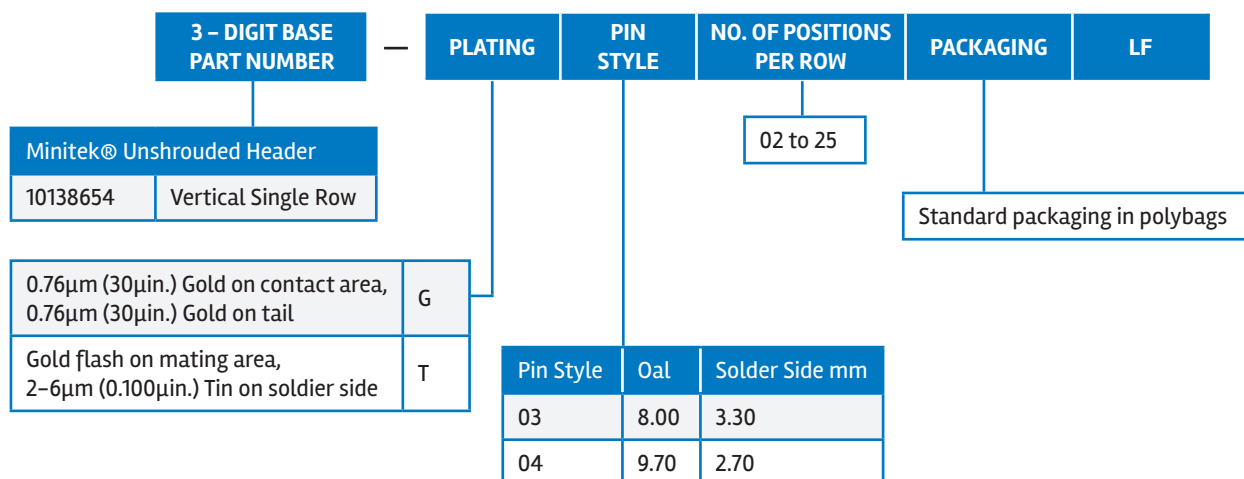 3 – DIGIT BASE
PART NUMBER
—
PLATING
PIN
STYLE
NO. OF POSITIONS
PER ROW
PACKAGING
LF
Minitek® Unshrouded Header
10138654 Vertical Single Row
02 to 25
Standard packaging in polybags
0.76µm (30µin.) Gold on contact area,
0.76µm (30µin.) Gold on tail
G
Gold flash on mating area,
2–6µm (0.100µin.) Tin on soldier side
T
Pin Style Oal Solder Side mm
03 8.00 3.30
04 9.70 2.70